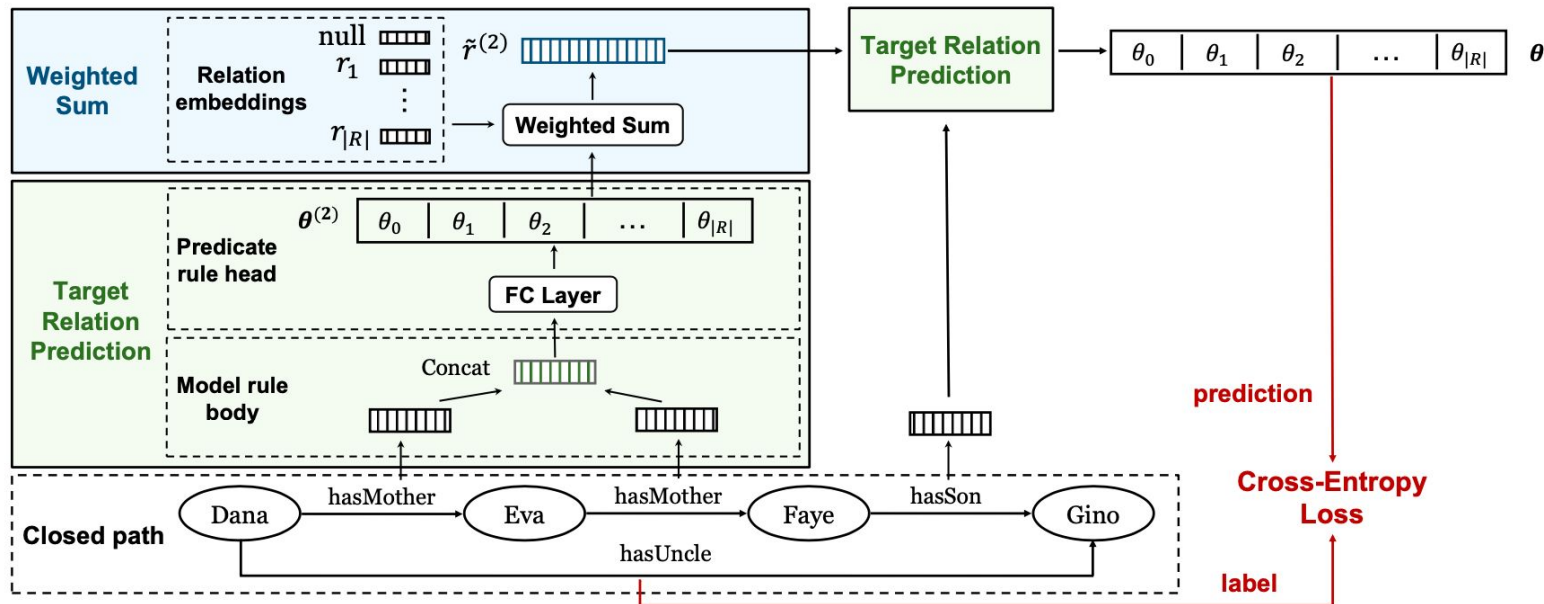 Weighted
Sum
Relation
embeddings
null
r₁
⋮
r|R|
r̃⁽²⁾
Weighted Sum
Target Relation
Prediction
θ₀ θ₁ θ₂ … θ|R| θ
Target
Relation
Prediction
Predicate
rule head
θ⁽²⁾ θ₀ θ₁ θ₂ … θ|R|
FC Layer
Model rule
body
Concat
prediction
Cross-Entropy
Loss
label
Closed path
Dana hasMother Eva hasMother Faye hasSon Gino
hasUncle